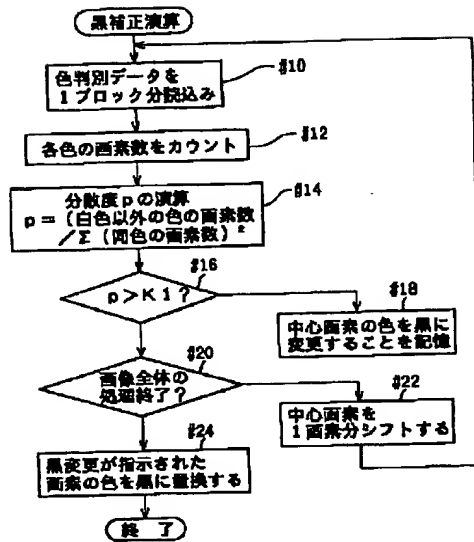 黒補正演算
色判別データを
1ブロック分読込み
#10
各色の画素数をカウント
#12
分散度pの演算
p=(白色以外の色の画素数
/Σ(同色の画素数)²
#14
p>K1?
#16
中心画素の色を黒に
変更することを記憶
#18
画像全体の
処理終了?
#20
中心画素を
1画素分シフトする
#22
黒変更が指示された
画素の色を黒に置換する
#24
終 了